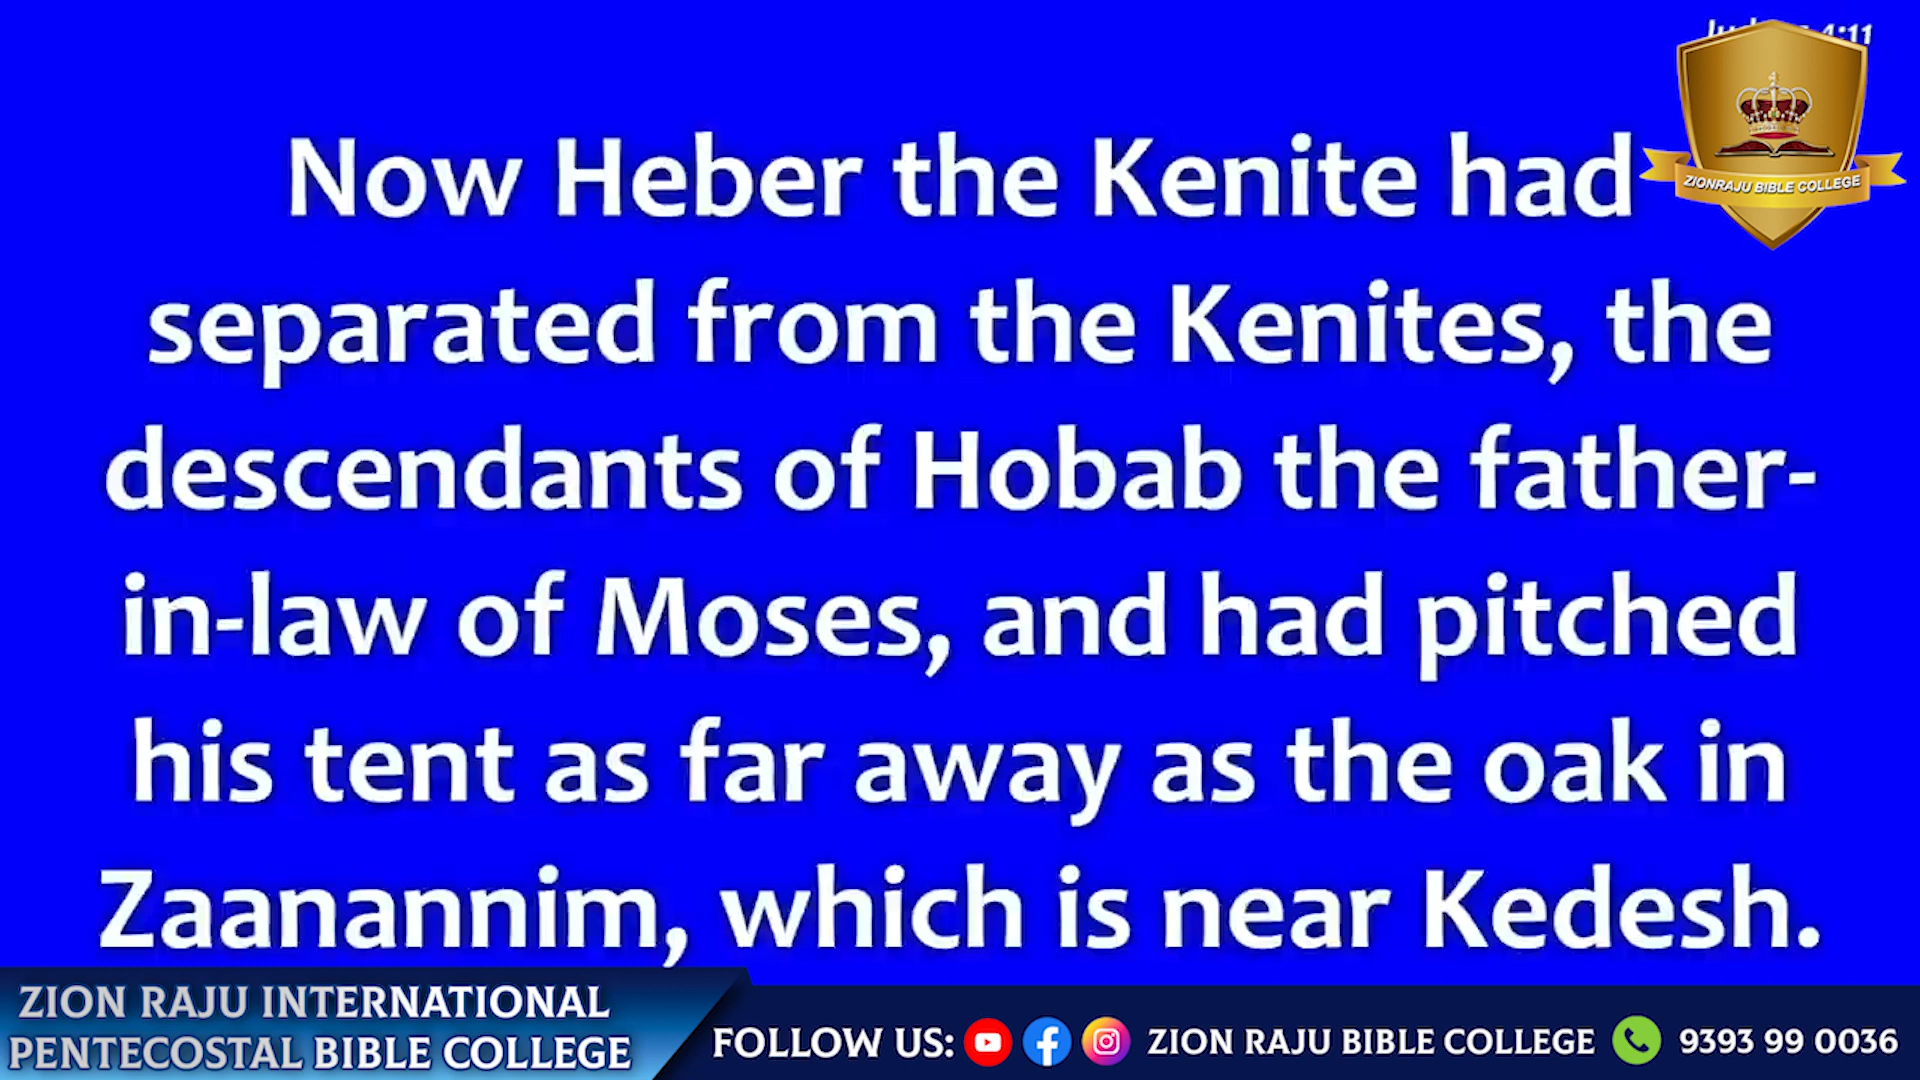 4:11
Now Heber the Kenite had
separated from the Kenites, the
descendants of Hobab the father-
in-law of Moses, and had pitched
his tent as far away as the oak in
Zaanannim, which is near Kedesh.
ZIONRAJU BIBLE COLLEGE
ZION RAJU INTERNATIONAL
PENTECOSTAL BIBLE COLLEGE
FOLLOW US: ZION RAJU BIBLE COLLEGE 9393 99 0036